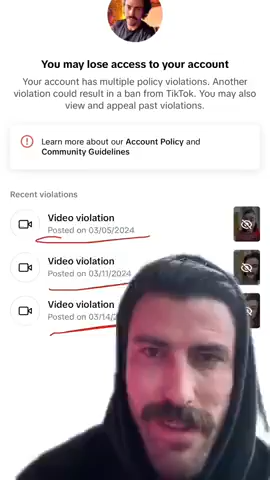 You may lose access to your account
Your account has multiple policy violations. Another
violation could result in a ban from TikTok. You may also
view and appeal past violations.
Learn more about our Account Policy and
Community Guidelines
Recent violations
Video violation
Posted on 03/05/2024
Video violation
Posted on 03/11/2024
Video violation
Posted on 03/14/2